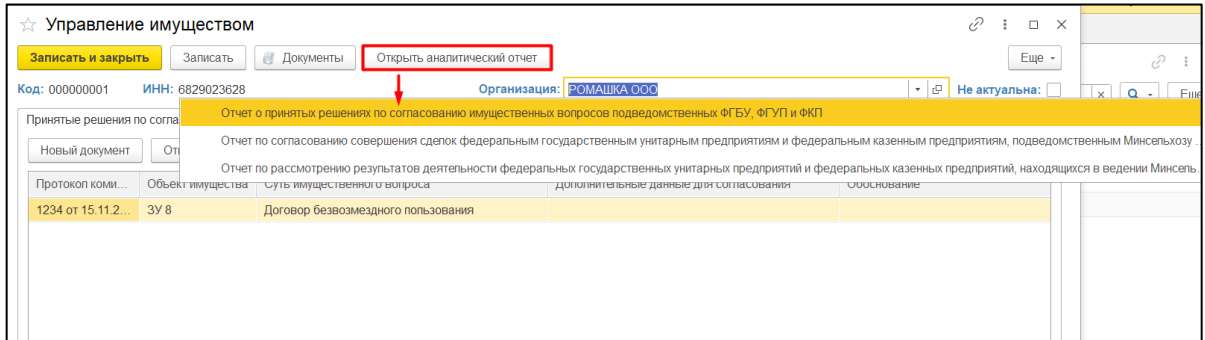 Управление имуществом
Записать и закрыть Записать Документы Открыть аналитический отчет Еще
Код: 000000001 ИНН: 6829023628 Организация: РОМАШКА ООО Не актуальна:
Отчет о принятых решениях по согласованию имущественных вопросов подведомственных ФГБУ, ФГУП и ФКП
Принятые решения по согла
Отчет по согласованию совершения сделок федеральным государственным унитарным предприятиям и федеральным казенным предприятиям, подведомственным Минсельхозу ...
Новый документ
Отчет по рассмотрению результатов деятельности федеральных государственных унитарных предприятий и федеральных казенных предприятий, находящихся в ведении Минсель...
Протокол коми... Объект имущества Суть имущественного вопроса Дополнительные данные для согласования Обоснование
1234 от 15.11.2... ЗУ 8 Договор безвозмездного пользования